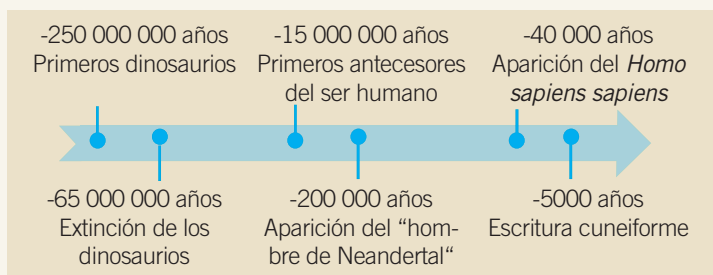 -250 000 000 años
Primeros dinosaurios
-15 000 000 años
Primeros antecesores
del ser humano
-40 000 años
Aparición del Homo
sapiens sapiens
-65 000 000 años
Extinción de los
dinosaurios
-200 000 años
Aparición del “hom-
bre de Neandertal“
-5000 años
Escritura cuneiforme